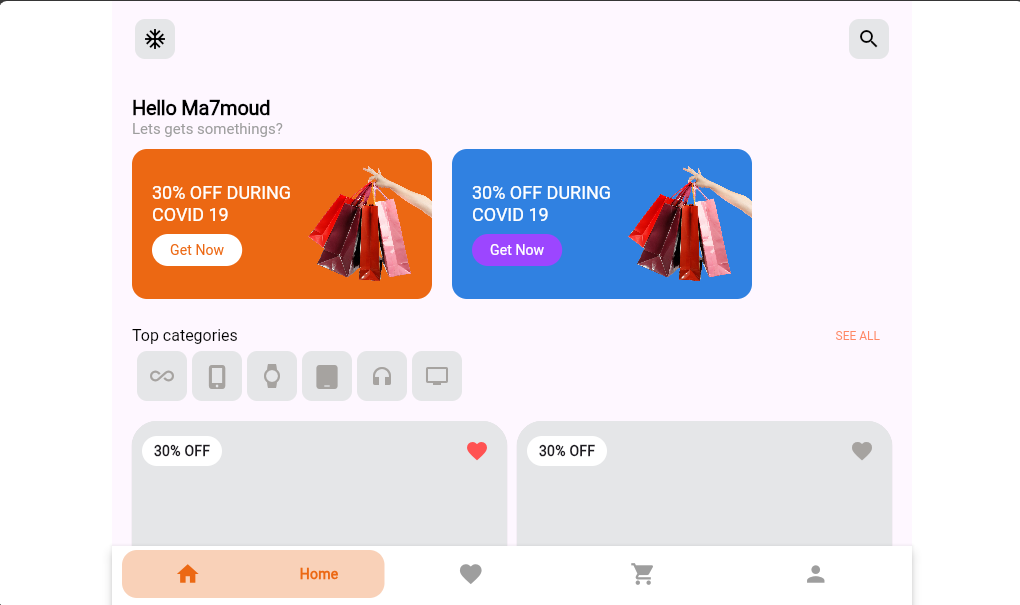 Hello Ma7moud
Lets gets somethings?
30% OFF DURING
COVID 19
Get Now
30% OFF DURING
COVID 19
Get Now
Top categories
SEE ALL
30% OFF
30% OFF
Home